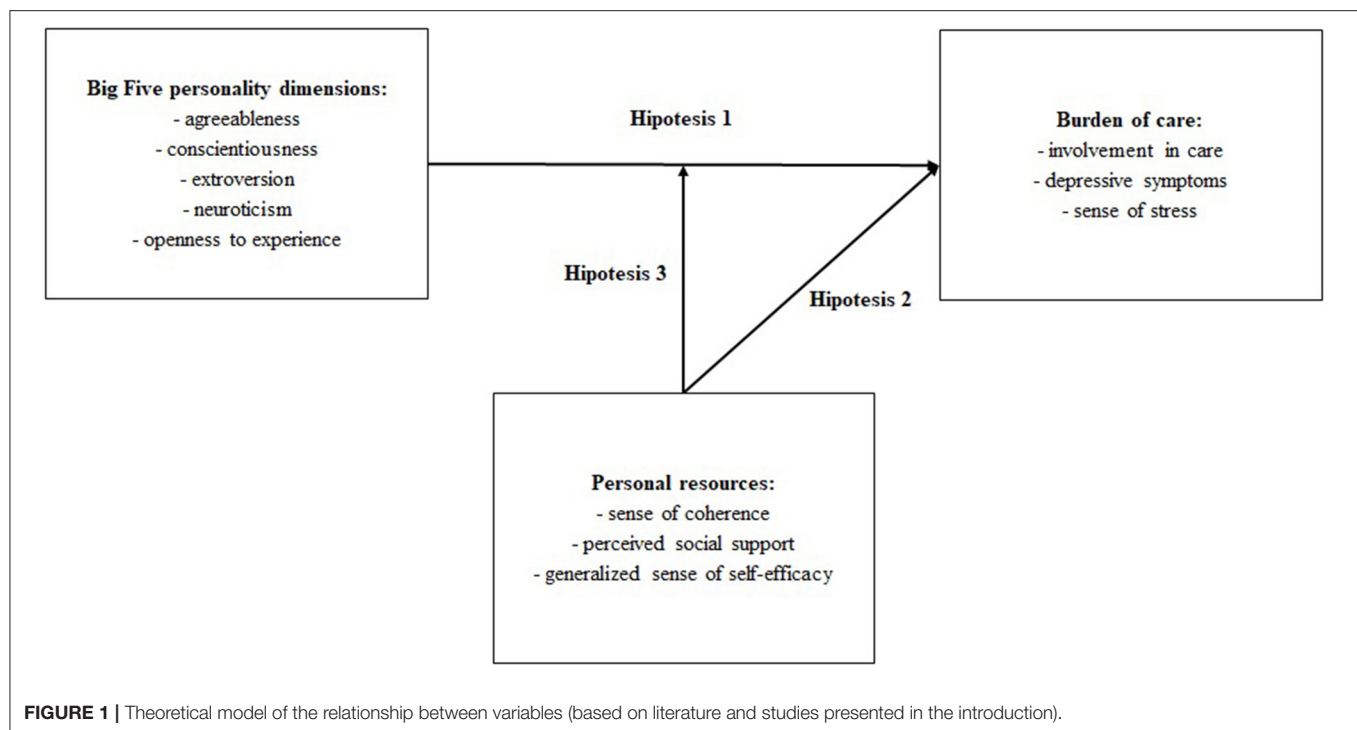 Big Five personality dimensions:
- agreeableness
- conscientiousness
- extroversion
- neuroticism
- openness to experience
Hipotesis 1
Burden of care:
- involvement in care
- depressive symptoms
- sense of stress
Hipotesis 3
Hipotesis 2
Personal resources:
- sense of coherence
- perceived social support
- generalized sense of self-efficacy
FIGURE 1 | Theoretical model of the relationship between variables (based on literature and studies presented in the introduction).